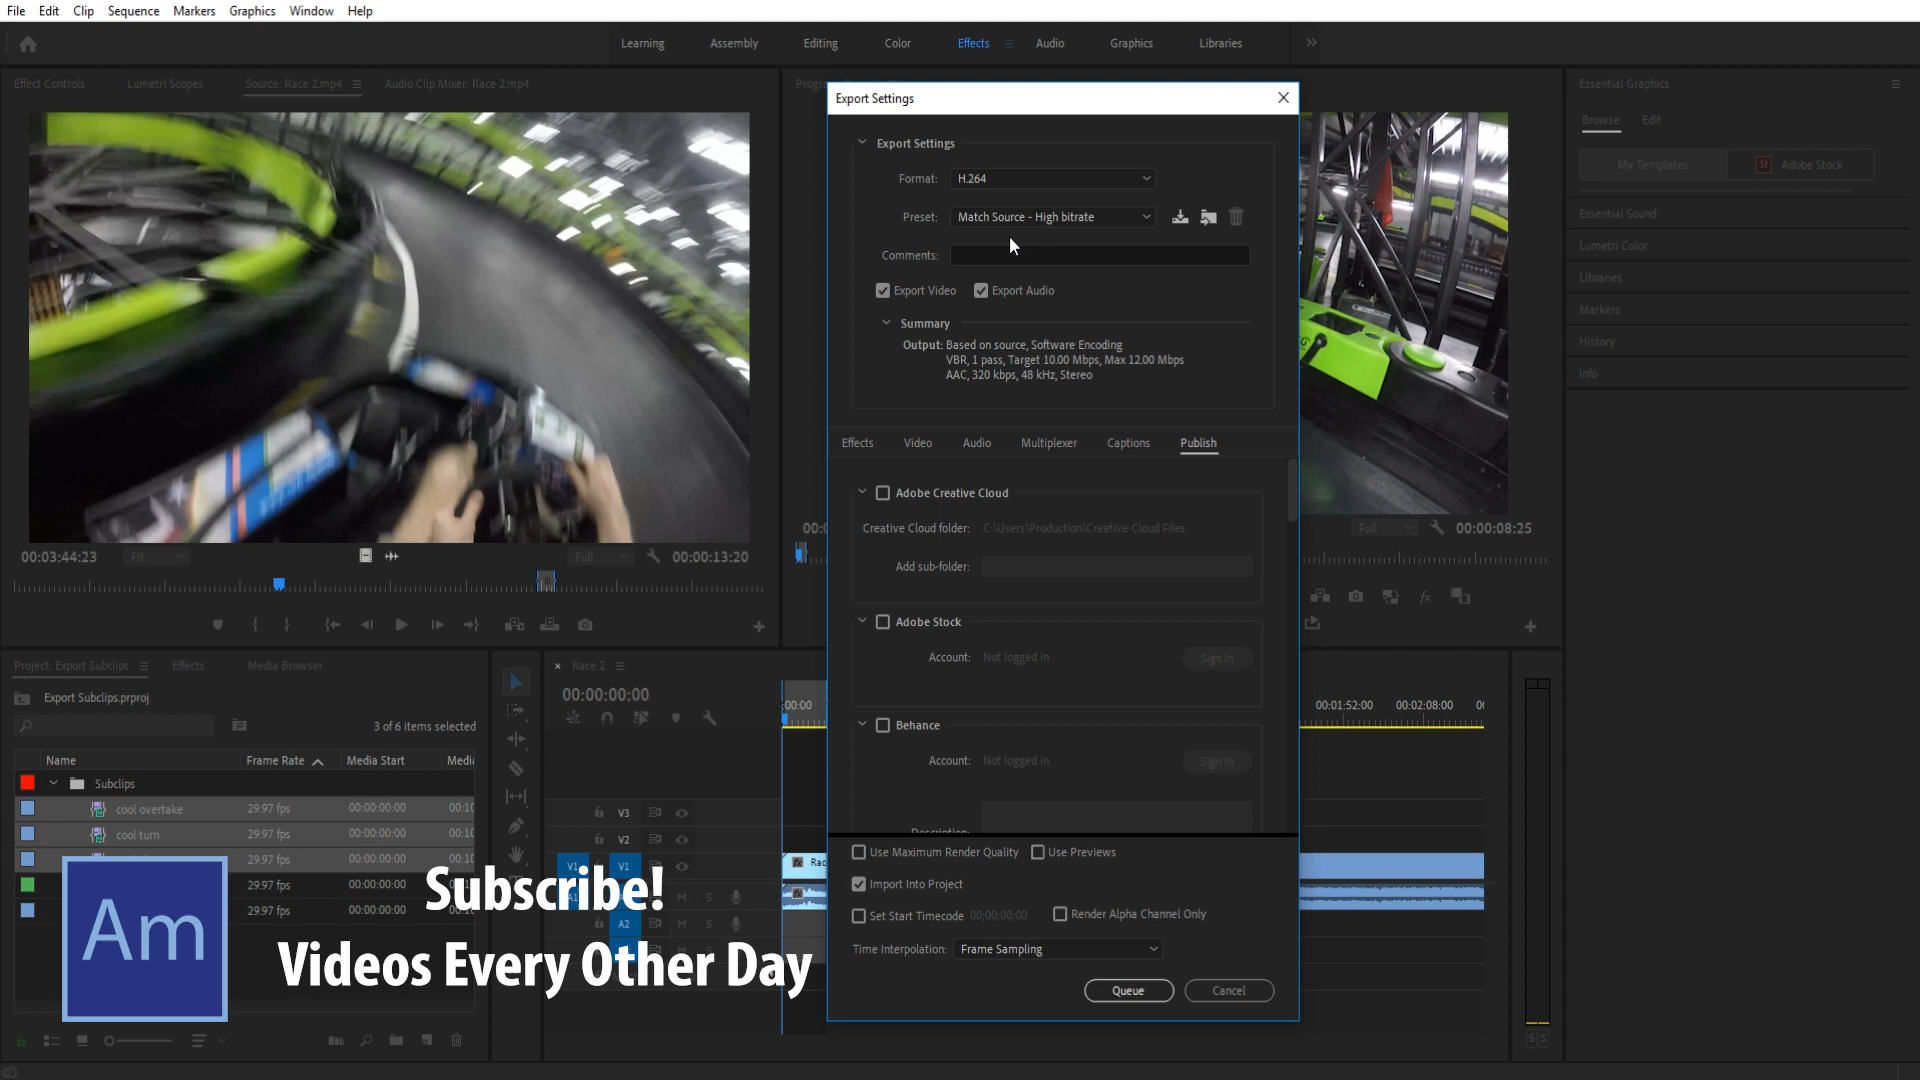 File Edit Clip Sequence Markers Graphics Window Help
Learning Assembly Editing Color Effects Audio Graphics Libraries
Effect Controls Lumetri Scopes Source: Race 2.mp4 Audio Clip Mixer: Race 2.mp4
Essential Graphics
Browse Edit
My Templates St Adobe Stock
Essential Sound
Lumetri Color
Libraries
Markers
History
Info
Export Settings
Export Settings
Format: H.264
Preset: Match Source - High bitrate
Comments:
Export Video Export Audio
Summary
Output: Based on source, Software Encoding
VBR, 1 pass, Target 10.00 Mbps, Max 12.00 Mbps
AAC, 320 kbps, 48 kHz, Stereo
Effects Video Audio Multiplexer Captions Publish
Adobe Creative Cloud
Creative Cloud folder: C:\Users\Production\Creative Cloud Files
Add sub-folder:
Adobe Stock
Account: Not logged in Sign In
Behance
Account: Not logged in Sign In
Description:
Use Maximum Render Quality Use Previews
Import Into Project
Set Start Timecode 00;00;00;00 Render Alpha Channel Only
Time Interpolation: Frame Sampling
Queue Cancel
00:03:44:23 Fit Full 00:00:13:20
Full 00:00:08:25
Project: Export Subclips Effects Media Browser
Export Subclips.prproj
3 of 6 items selected
Name Frame Rate Media Start Media
Subclips
cool overtake 29.97 fps 00:00:00:00
cool turn 29.97 fps 00:00:00:00
29.97 fps 00:00:00:00
29.97 fps 00:00:00:00
29.97 fps 00:00:00:00
Race 2
00:00:00:00
:00:00 00:01:52:00 00:02:08:00
V3
V2
V1 V1
A1 M S
A2 M S
S S
Am
Subscribe!
Videos Every Other Day